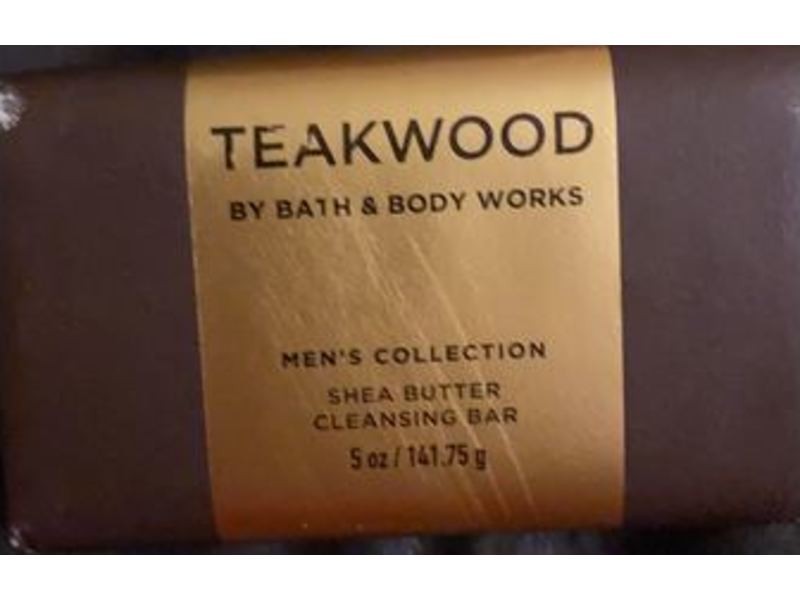 TEAKWOOD
BY BATH & BODY WORKS
MEN'S COLLECTION
SHEA BUTTER
CLEANSING BAR
5 oz / 141.75 g